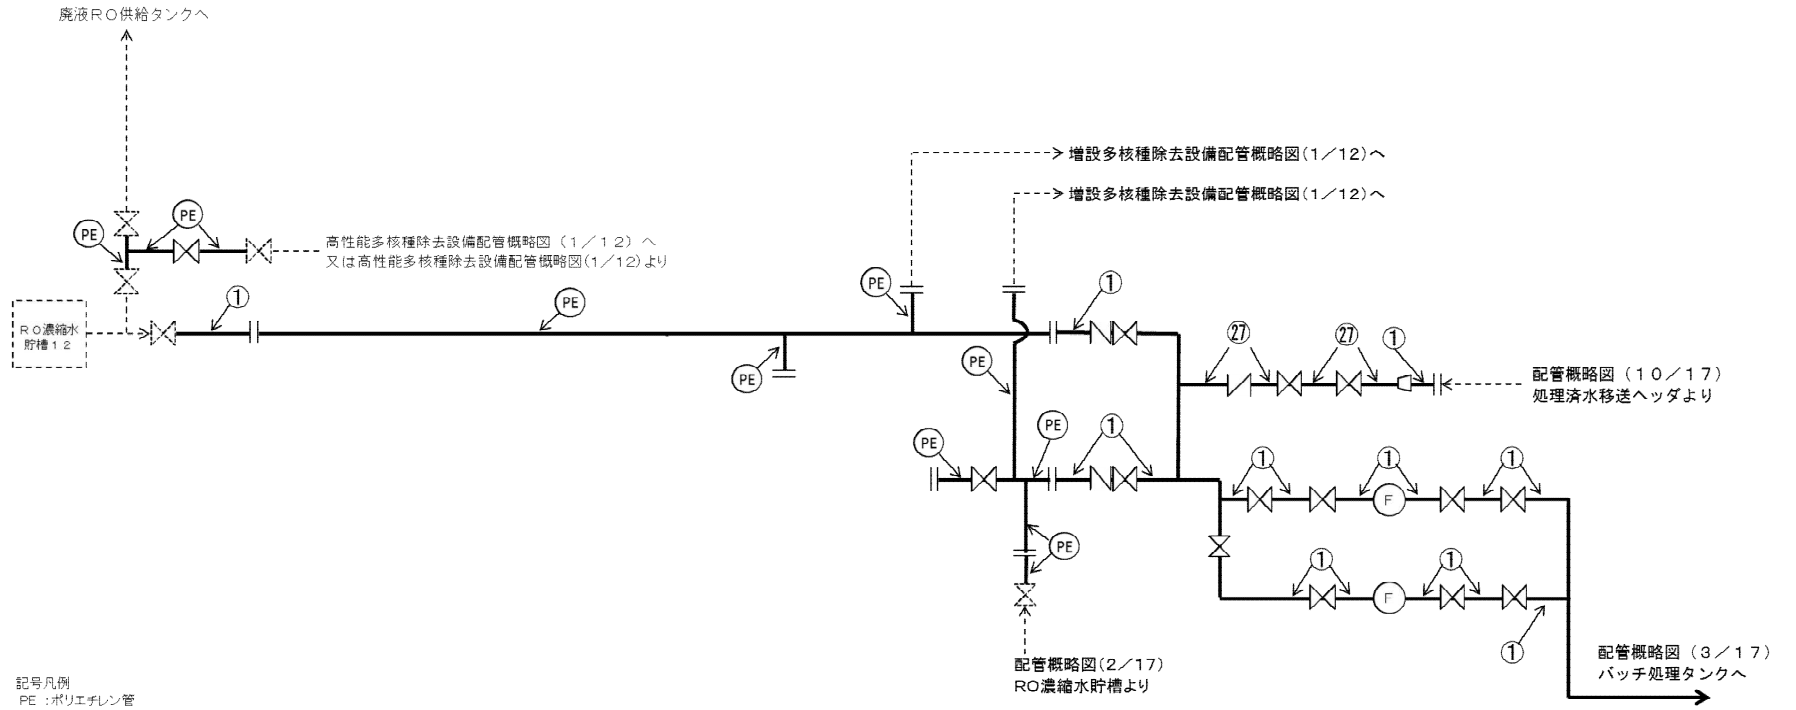 廃液RO供給タンクへ
増設多核種除去設備配管概略図(1/12)へ
増設多核種除去設備配管概略図(1/12)へ
PE
PE
高性能多核種除去設備配管概略図(1/12)へ
又は高性能多核種除去設備配管概略図(1/12)より
PE
①
PE
①
RO濃縮水
貯槽12
㉗
㉗
①
PE
PE
配管概略図(10/17)
処理済水移送ヘッダより
PE
PE
①
①
①
①
F
PE
①
①
F
①
配管概略図(2/17)
RO濃縮水貯槽より
配管概略図(3/17)
バッチ処理タンクへ
記号凡例
PE:ポリエチレン管